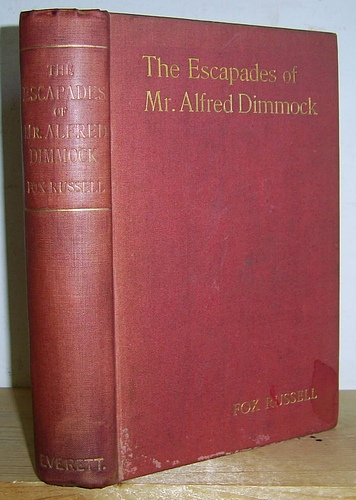 THE
ESCAPADES
OF
MR. ALFRED
DIMMOCK
FOX RUSSELL
EVERETT.
The Escapades of
Mr. Alfred Dimmock
FOX RUSSELL